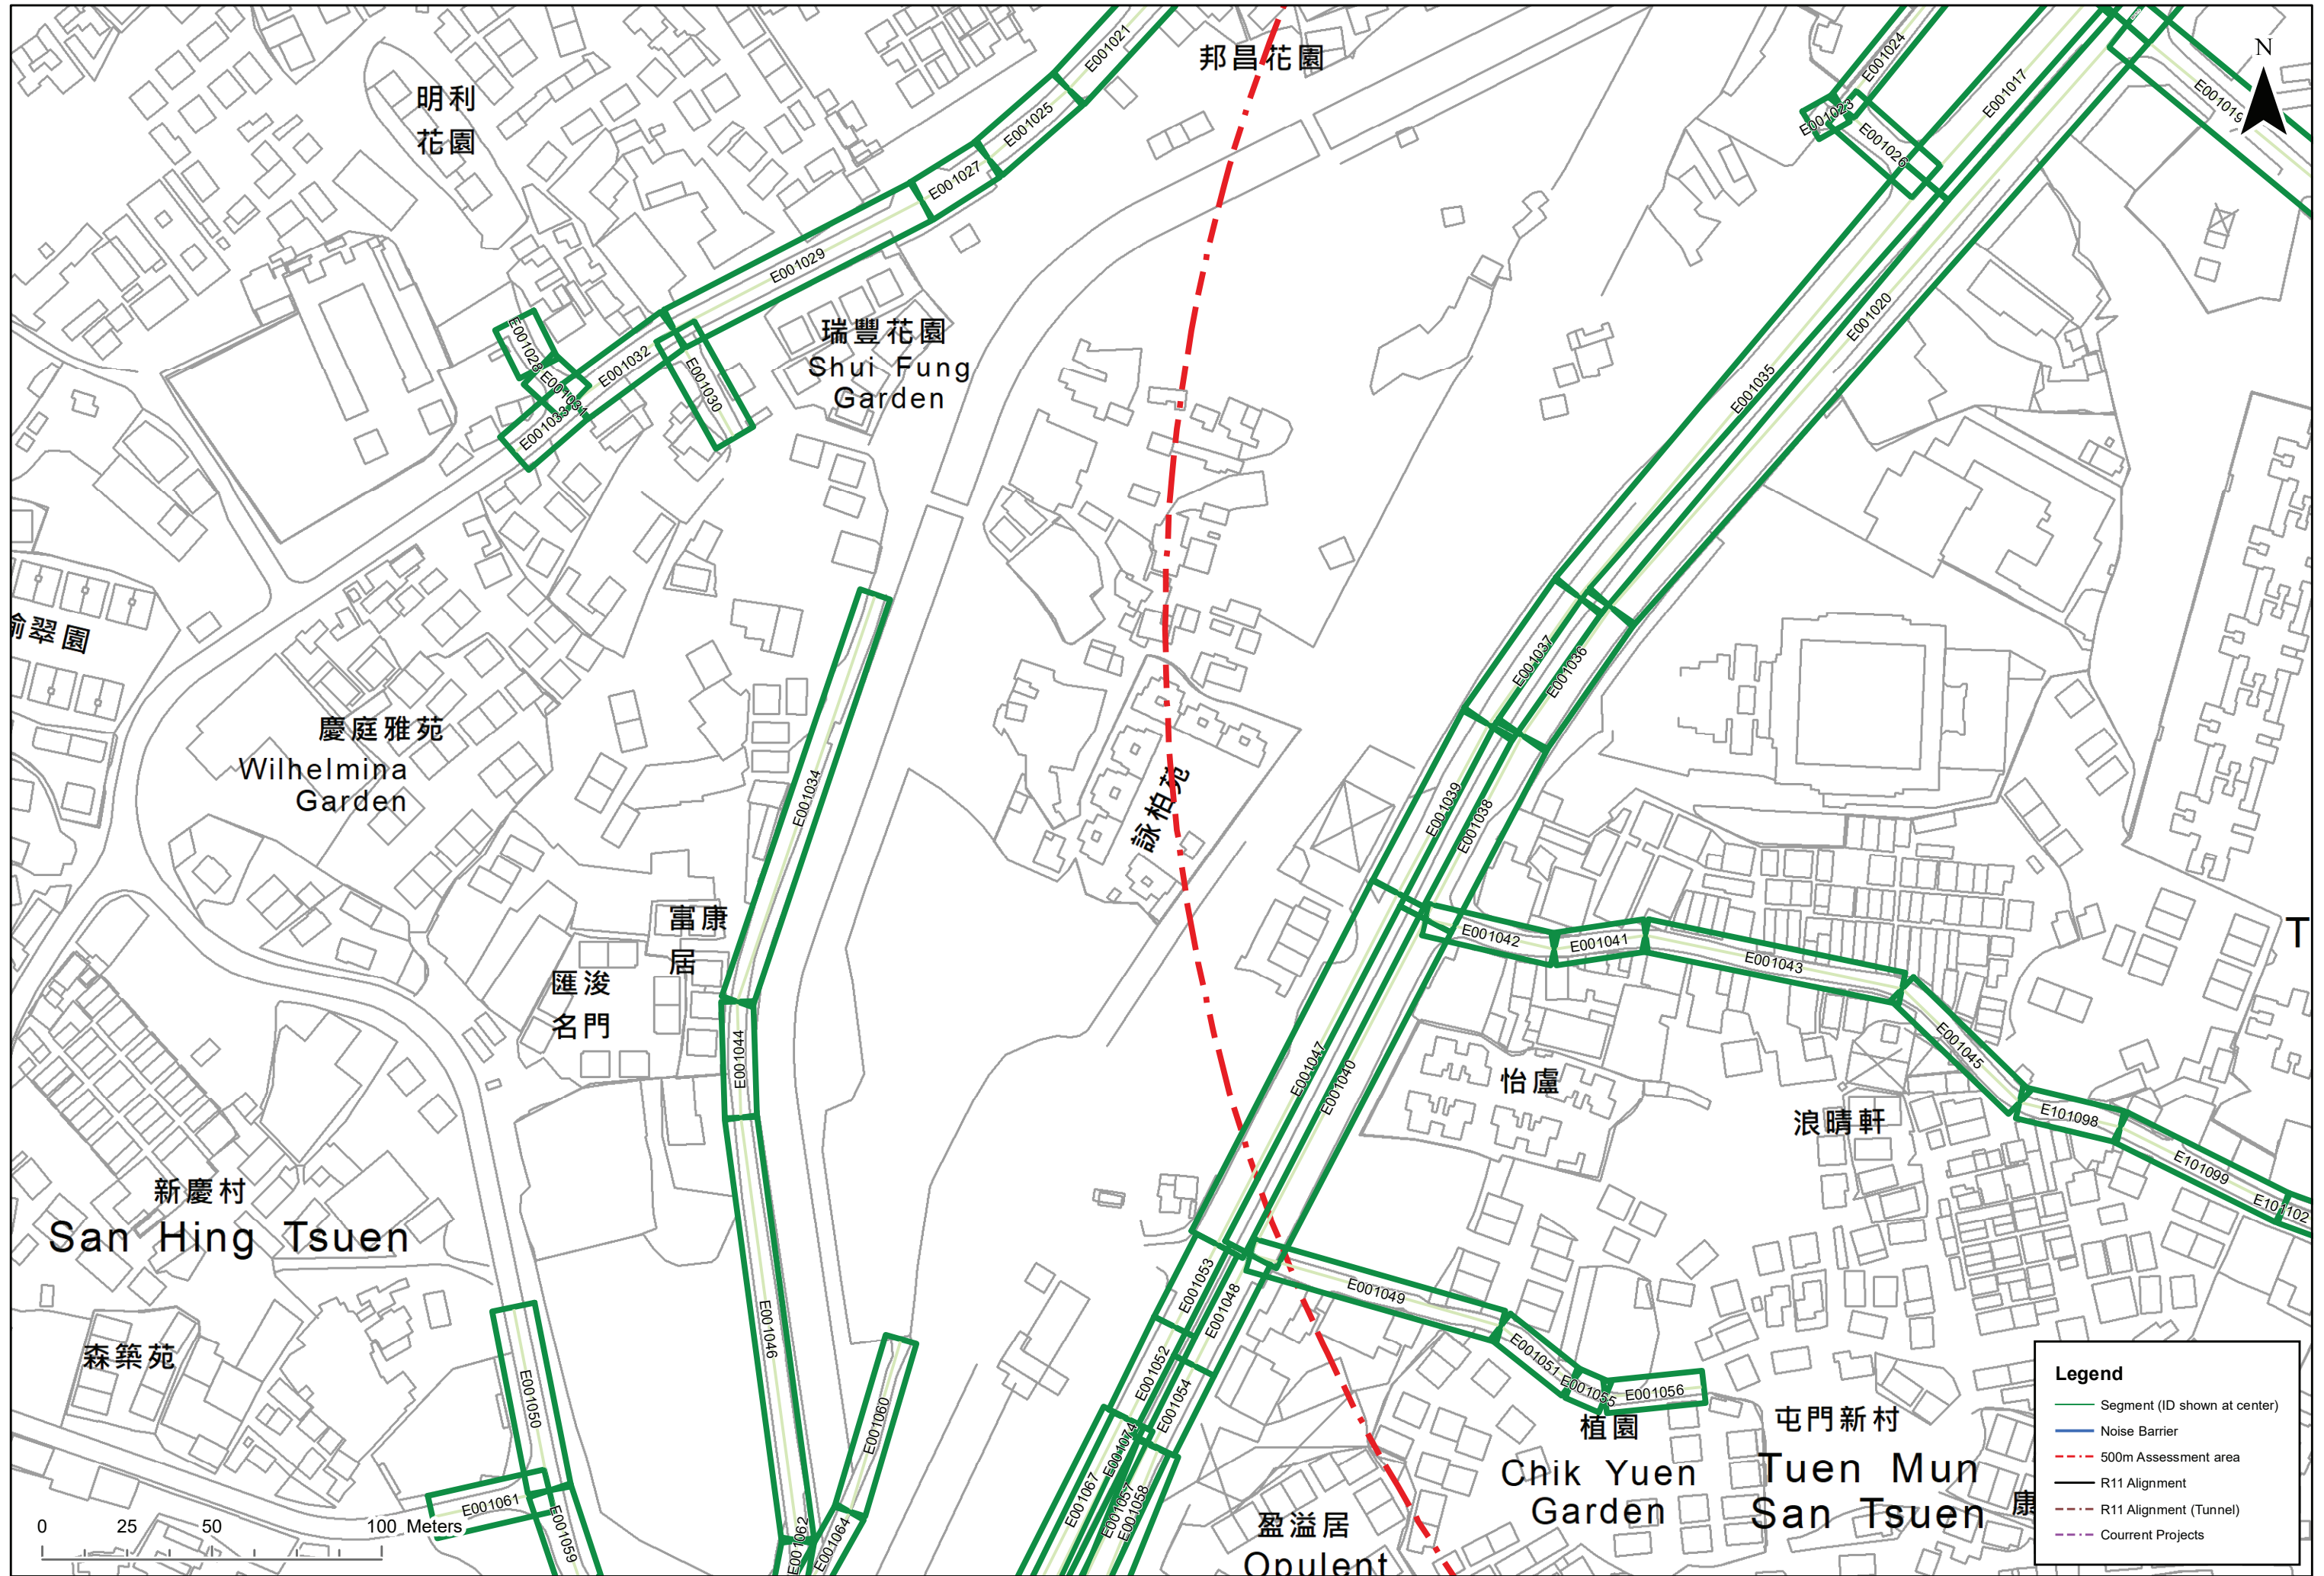 E001021
邦昌花園
E001024
N
E001017
E001019
明利
花園
E001025
E001023
E001026
E001027
E001029
E001020
E001028
瑞豐花園
Shui Fung
Garden
E001032
E001031
E001030
E001033
E001035
翠園
E001037
E001036
慶庭雅苑
Wilhelmina
Garden
E001034
詠柏苑
E001039
E001038
富康
居
T
E001042
E001041
E001043
匯浚
名門
E001044
E001045
E001047
E001040
怡盧
浪晴軒
E101098
E101099
E101102
新慶村
San Hing Tsuen
E001053
E001049
E001048
E001046
森築苑
E001051
E001052
E001055
E001056
E001054
E001050
E001060
植園
屯門新村
Chik Yuen
Garden
Tuen Mun
San Tsuen
康
E001074
E001067
E001057
E001058
E001061
E001059
E001062
E001064
盈溢居
Opulent
0 25 50 100 Meters
Legend
Segment (ID shown at center)
Noise Barrier
500m Assessment area
R11 Alignment
R11 Alignment (Tunnel)
Courrent Projects